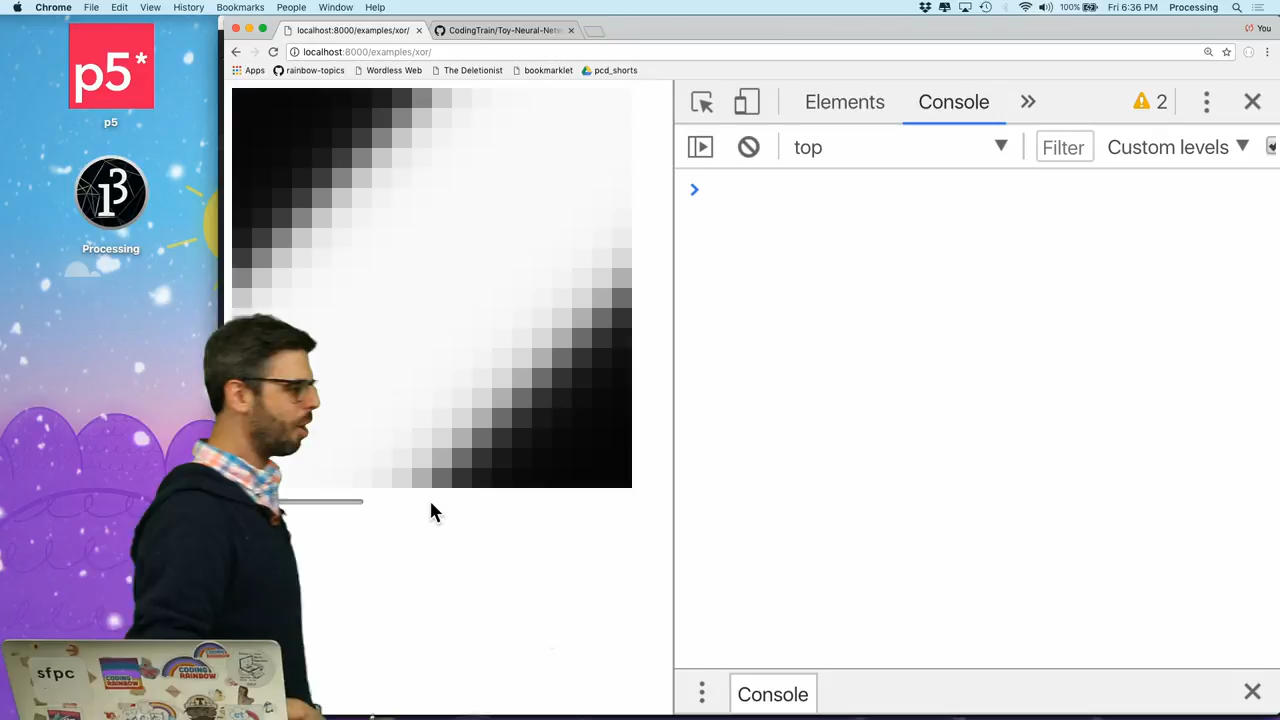 Chrome File Edit View History Bookmarks People Window Help 100% Fri 6:36 PM Processing
localhost:8000/examples/xor/ CodingTrain/Toy-Neural-Netw You
localhost:8000/examples/xor/
Apps rainbow-topics Wordless Web The Deletionist bookmarklet pcd_shorts
p5*
p5
Processing
Elements Console » 2
top Filter Custom levels
>
Console
sfpc
CODING RAINBOW
CODING RAINBOW